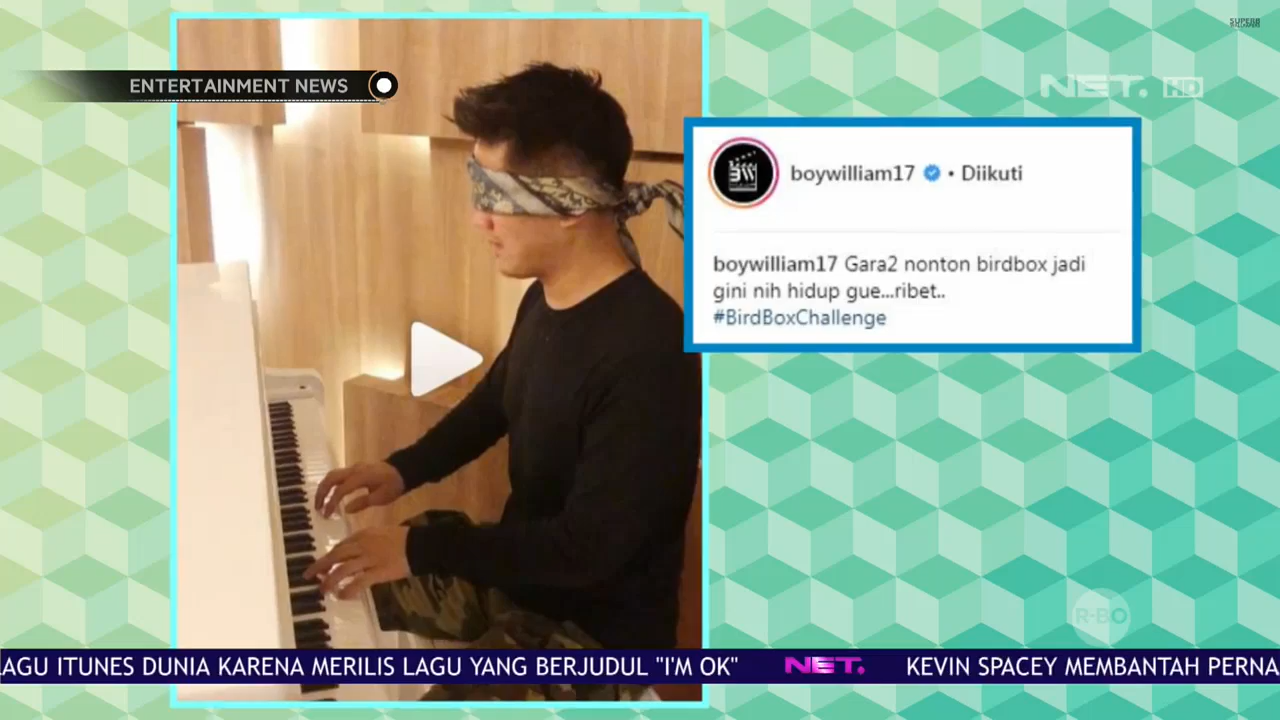 ENTERTAINMENT NEWS
NET. HD
boywilliam17 • Diikuti
boywilliam17 Gara2 nonton birdbox jadi
gini nih hidup gue...ribet..
#BirdBoxChallenge
R-BO
AGU ITUNES DUNIA KARENA MERILIS LAGU YANG BERJUDUL "I'M OK" NET. KEVIN SPACEY MEMBANTAH PERNA